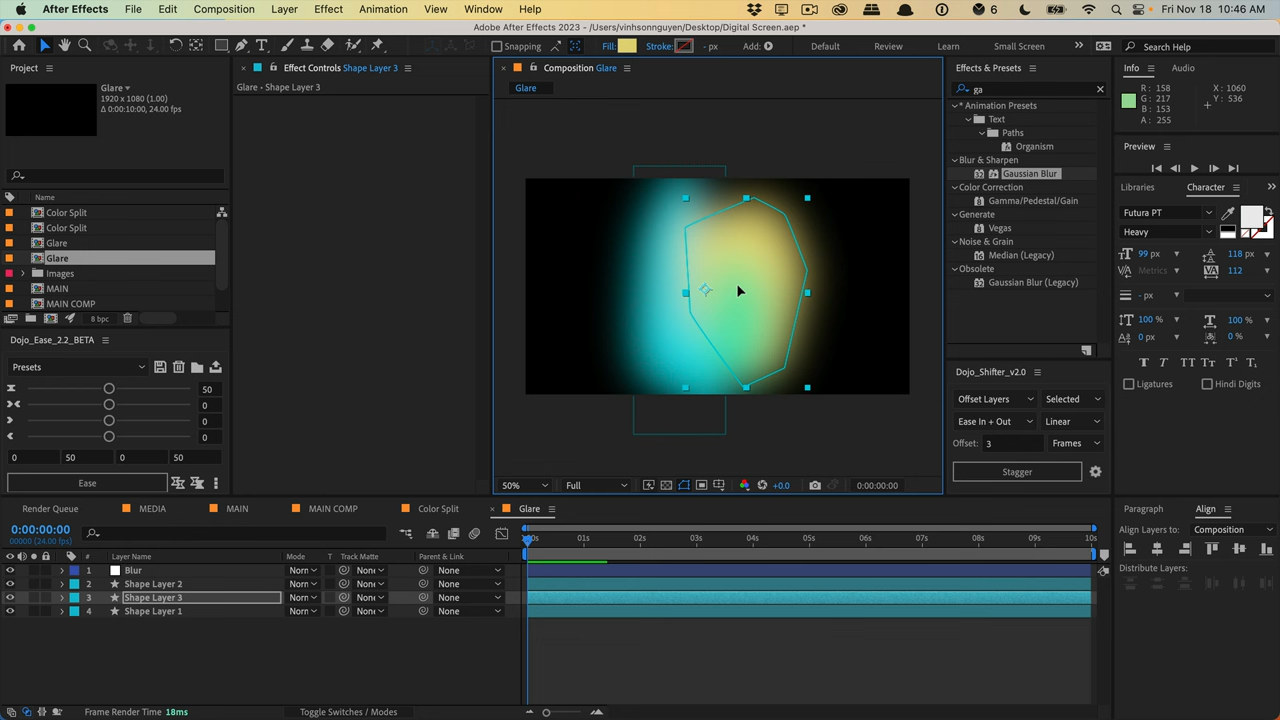 After Effects File Edit Composition Layer Effect Animation View Window Help 6 Fri Nov 18 10:46 AM
Adobe After Effects 2023 - /Users/vinhsonnguyen/Desktop/Digital Screen.aep *
Snapping Fill: Stroke: - px Add: Default Review Learn Small Screen Search Help
Project
Effect Controls Shape Layer 3
Composition Glare
Effects & Presets
Info Audio
Glare
1920 x 1080 (1.00)
Δ 0:00:10:00, 24.00 fps
Glare • Shape Layer 3
Glare
ga
R: 158
G: 217
B: 153
A: 255
X: 1060
Y: 536
* Animation Presets
Text
Paths
Organism
Blur & Sharpen
Gaussian Blur
Color Correction
Gamma/Pedestal/Gain
Generate
Vegas
Noise & Grain
Median (Legacy)
Obsolete
Gaussian Blur (Legacy)
Preview
Libraries Character
Futura PT
Heavy
99 px 118 px
Metrics 112
- px
100 % 100 %
0 px 0 %
T T TT Tr T¹ T₁
Ligatures Hindi Digits
Name
Color Split
Color Split
Glare
Glare
Images
MAIN
MAIN COMP
8 bpc
Dojo_Ease_2.2_BETA
Presets
50
0
0
0
0 50 0 50
Ease
50% Full +0.0 0:00:00:00
Dojo_Shifter_v2.0
Offset Layers Selected
Ease In + Out Linear
Offset: 3 Frames
Stagger
Render Queue MEDIA MAIN MAIN COMP Color Split Glare
Paragraph Align
0:00:00:00
00000 (24.00 fps)
01s 02s 03s 04s 05s 06s 07s 08s 09s 10s
Align Layers to: Composition
Distribute Layers:
# Layer Name Mode T Track Matte Parent & Link
1 Blur None
2 Shape Layer 2 None
3 Shape Layer 3 None
4 Shape Layer 1 None
Frame Render Time 18ms Toggle Switches / Modes